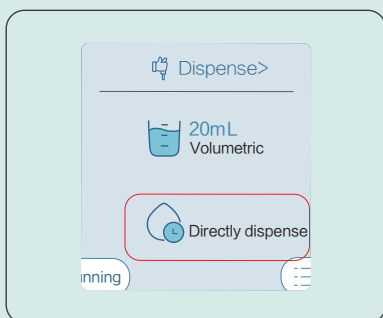 Dispense>
20mL
Volumetric
Directly dispense
nning